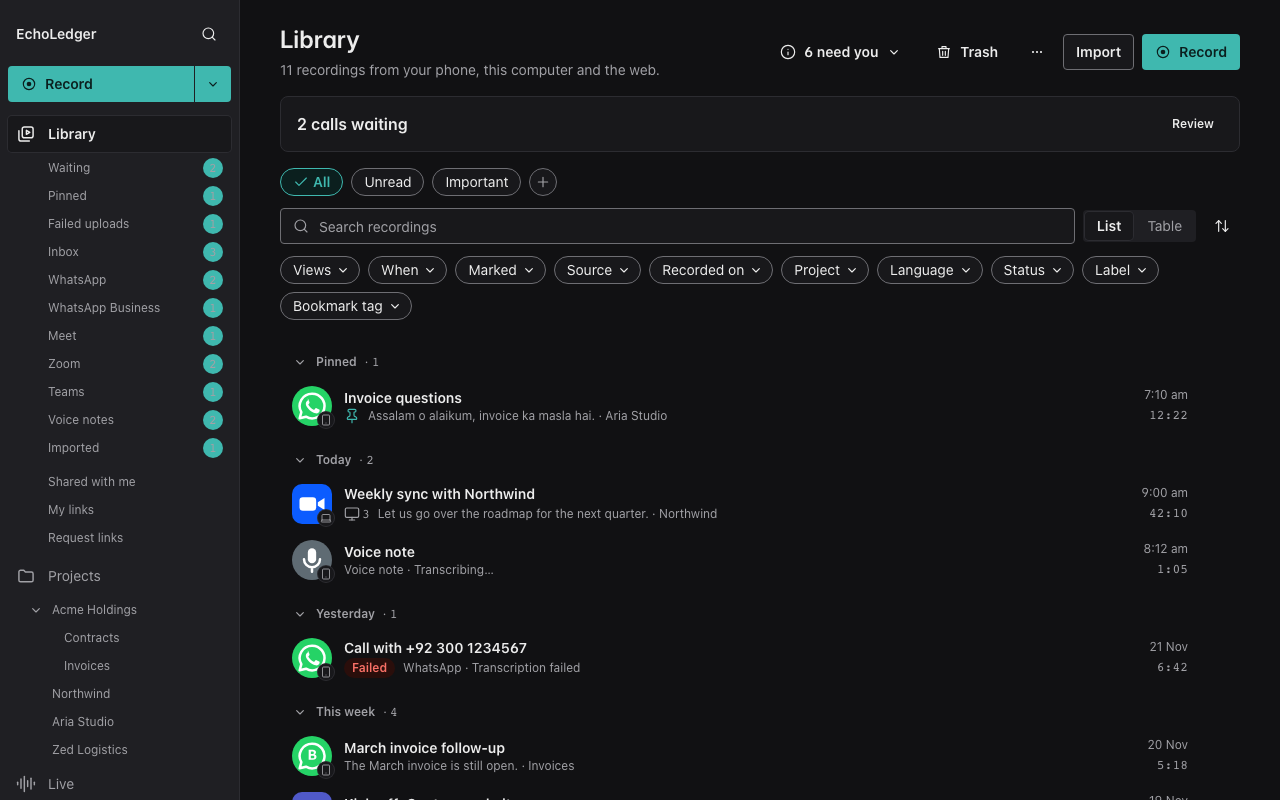 EchoLedger
Record
Library
Waiting
Pinned
Failed uploads
Inbox
WhatsApp
WhatsApp Business
Meet
Zoom
Teams
Voice notes
Imported
Shared with me
My links
Request links
Projects
Acme Holdings
Contracts
Invoices
Northwind
Aria Studio
Zed Logistics
Live
Library
11 recordings from your phone, this computer and the web.
6 need you
Trash
Import
Record
2 calls waiting
Review
All
Unread
Important
Search recordings
List
Table
Views
When
Marked
Source
Recorded on
Project
Language
Status
Label
Bookmark tag
Pinned · 1
Invoice questions
7:10 am
Assalam o alaikum, invoice ka masla hai. · Aria Studio
12:22
Today · 2
Weekly sync with Northwind
9:00 am
3 Let us go over the roadmap for the next quarter. · Northwind
42:10
Voice note
8:12 am
Voice note · Transcribing…
1:05
Yesterday · 1
Call with +92 300 1234567
21 Nov
Failed WhatsApp · Transcription failed
6:42
This week · 4
B
March invoice follow-up
20 Nov
The March invoice is still open. · Invoices
5:18